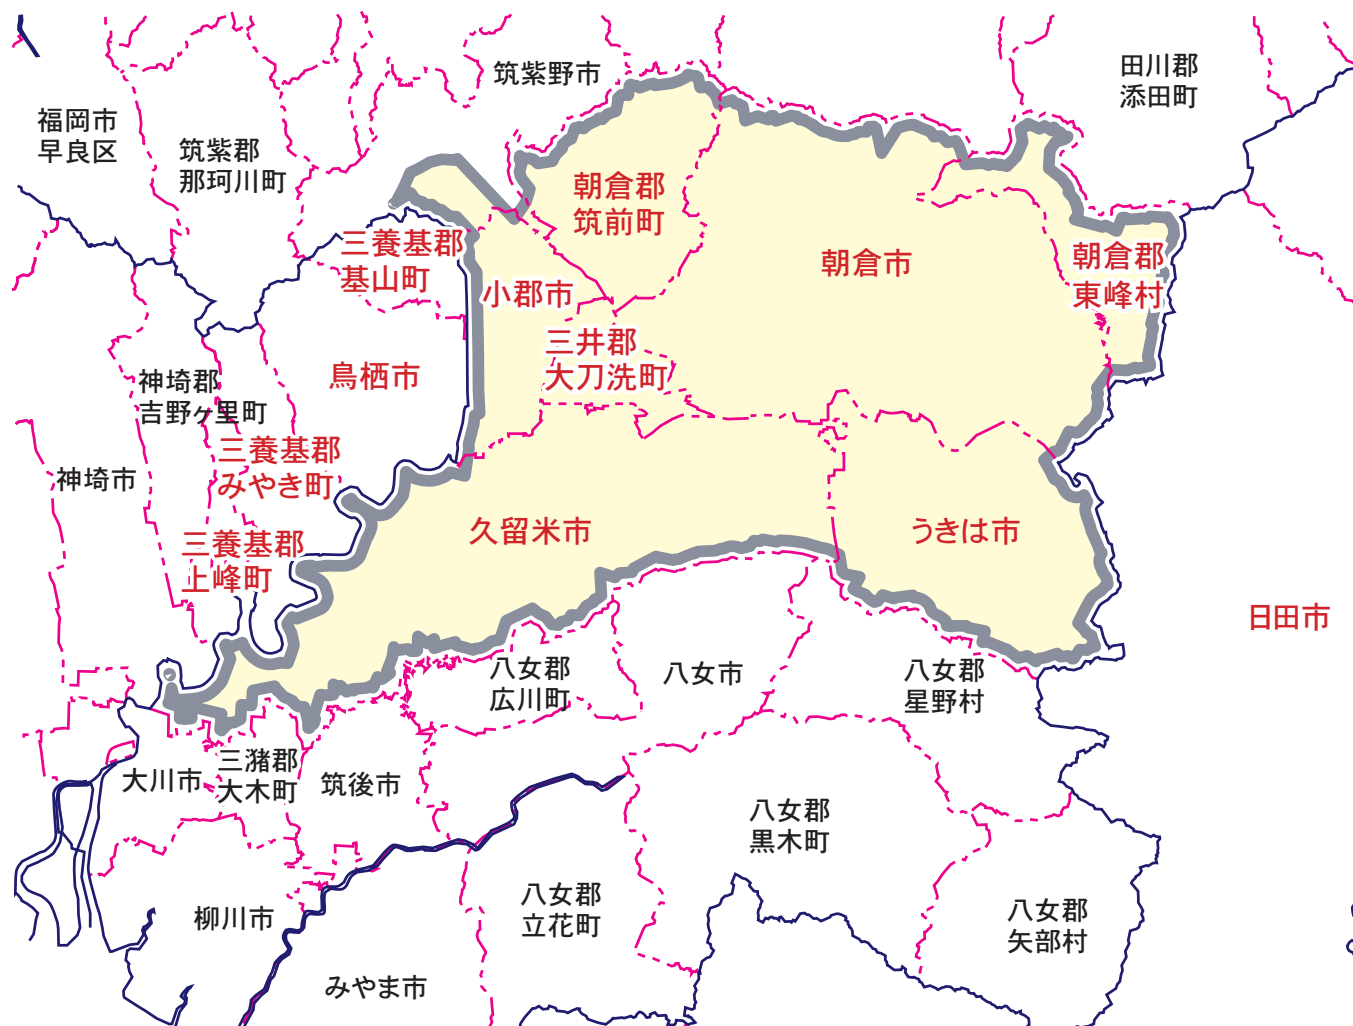 筑紫野市
田川郡
添田町
福岡市
早良区
筑紫郡
那珂川町
朝倉郡
筑前町
三養基郡
基山町
朝倉市
朝倉郡
東峰村
小郡市
三井郡
大刀洗町
鳥栖市
神埼郡
吉野ヶ里町
三養基郡
みやき町
神埼市
久留米市
うきは市
三養基郡
上峰町
日田市
八女郡
広川町
八女市
八女郡
星野村
大川市
三潴郡
大木町
筑後市
八女郡
黒木町
柳川市
八女郡
立花町
八女郡
矢部村
みやま市